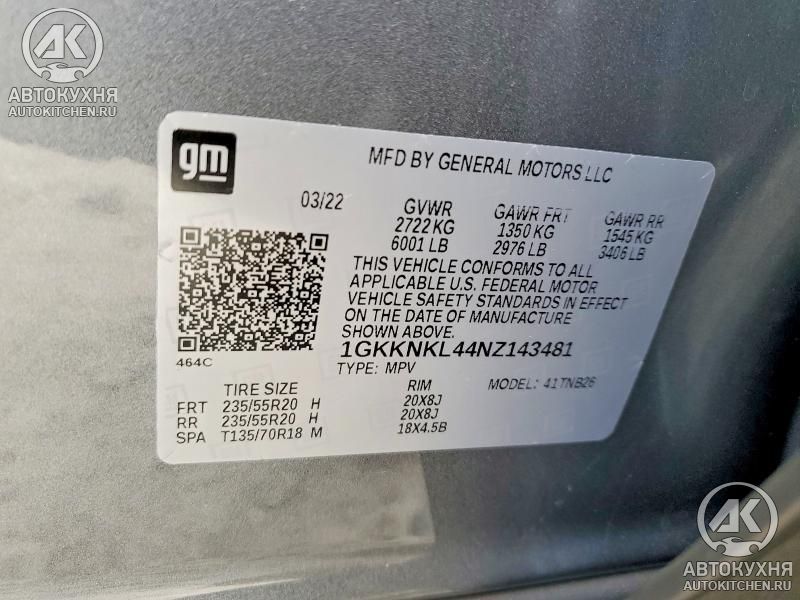 AK
АВТОКУХНЯ
AUTOKITCHEN.RU
gm
MFD BY GENERAL MOTORS LLC
03/22
GVWR GAWR FRT GAWR RR
2722 KG 1350 KG 1545 KG
6001 LB 2976 LB 3406 LB
THIS VEHICLE CONFORMS TO ALL
APPLICABLE U.S. FEDERAL MOTOR
VEHICLE SAFETY STANDARDS IN EFFECT
ON THE DATE OF MANUFACTURE
SHOWN ABOVE.
464C
1GKKNKL44NZ143481
TYPE: MPV MODEL: 41TNB26
TIRE SIZE RIM
FRT 235/55R20 H 20X8J
RR 235/55R20 H 20X8J
SPA T135/70R18 M 18X4.5B
AK
АВТОКУХНЯ
AUTOKITCHEN.RU